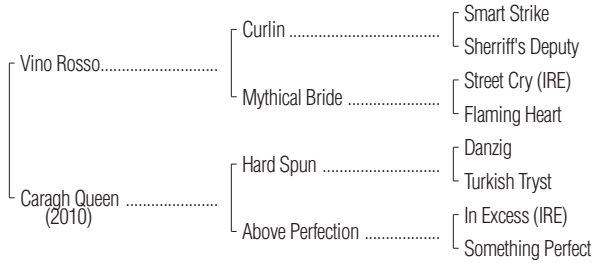 Smart Strike
Curlin ........................................
Sherriff's Deputy
Vino Rosso...............................
Street Cry (IRE)
Mythical Bride ........................
Flaming Heart
Danzig
Hard Spun ...............................
Turkish Tryst
Caragh Queen ........................
(2010)
In Excess (IRE)
Above Perfection ....................
Something Perfect